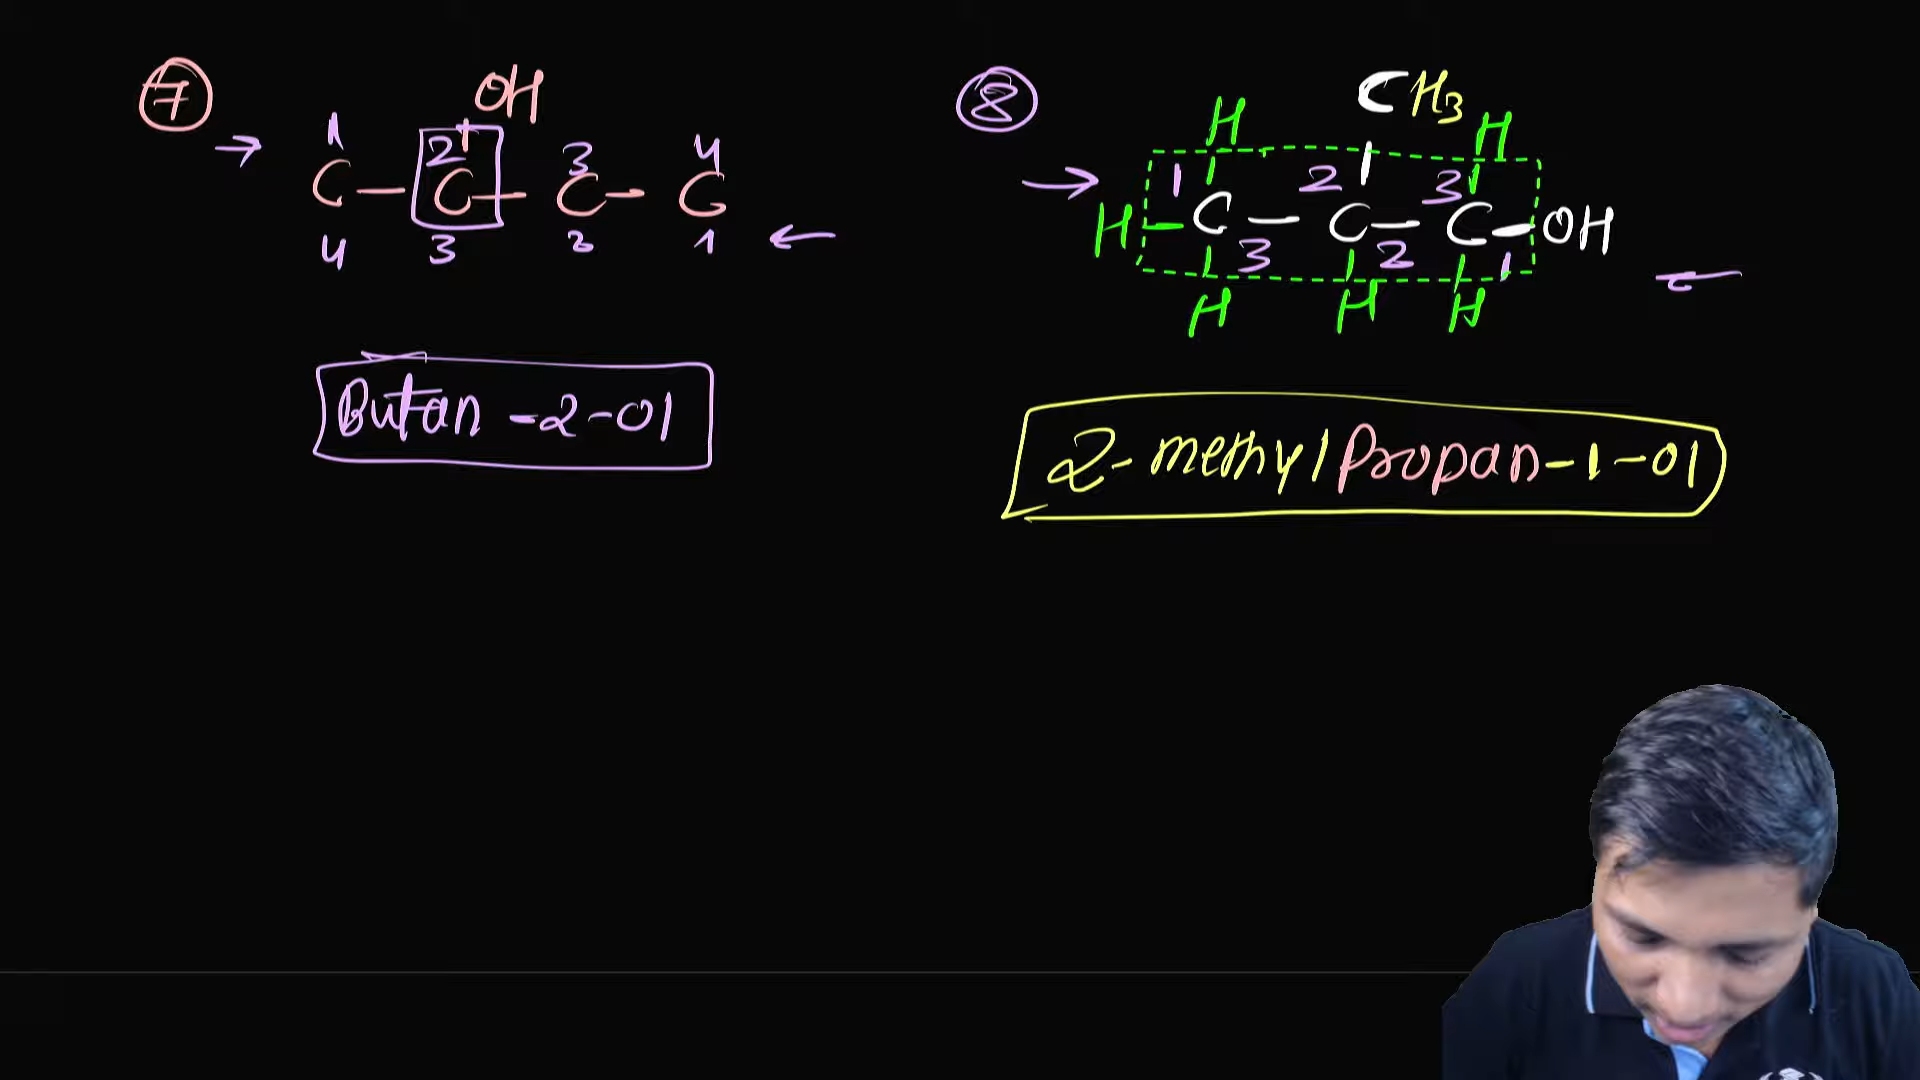 7
OH
1 2 3 4
C - C - C - C
4 3 2 1
Butan -2-ol
8
CH3
H H
1 2 3
H - C - C - C - OH
3 2 1
H H H
2-methylPropan-1-ol